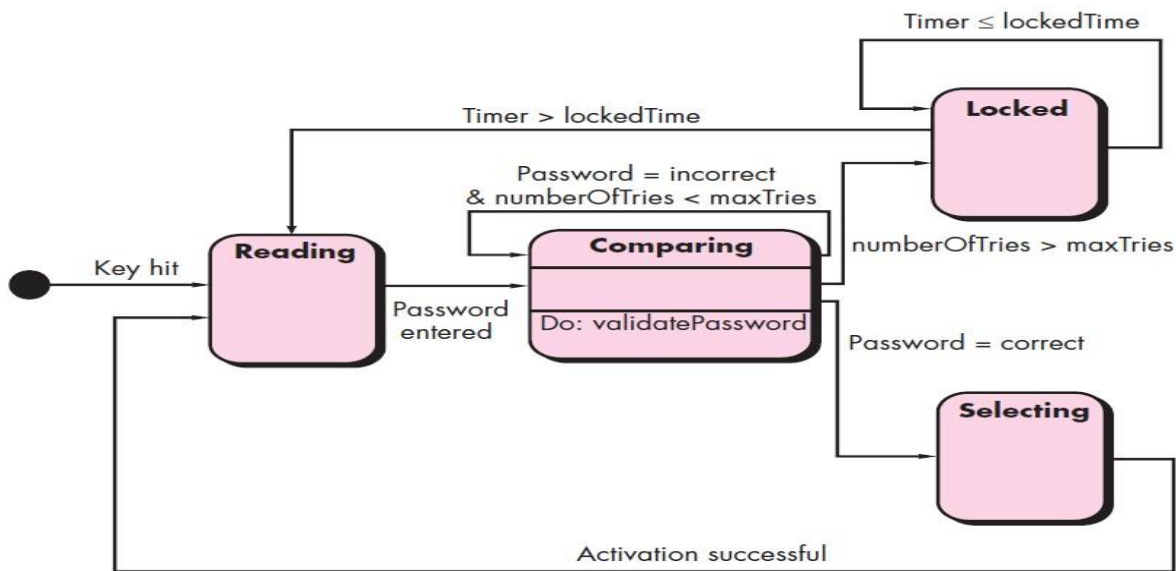 Timer ≤ lockedTime
Locked
Timer > lockedTime
Password = incorrect
& numberOfTries < maxTries
Reading
Comparing
numberOfTries > maxTries
Key hit
Password
entered
Do: validatePassword
Password = correct
Selecting
Activation successful